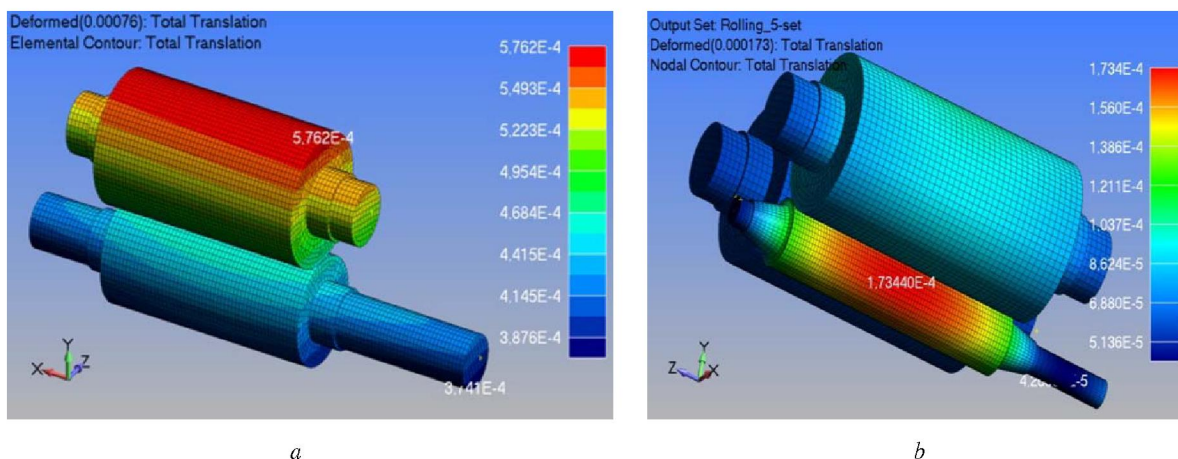 Deformed(0.00076): Total Translation
Elemental Contour: Total Translation
5,762E-4
5,493E-4
5,223E-4
4,954E-4
4,684E-4
4,415E-4
4,145E-4
3,876E-4
5,762E-4
3,741E-4
X
Y
Z
a
Output Set: Rolling_5-set
Deformed(0.000173): Total Translation
Nodal Contour: Total Translation
1,734E-4
1,560E-4
1,386E-4
1,211E-4
1,037E-4
8,624E-5
6,880E-5
5,136E-5
1,73440E-4
Y
Z
X
b